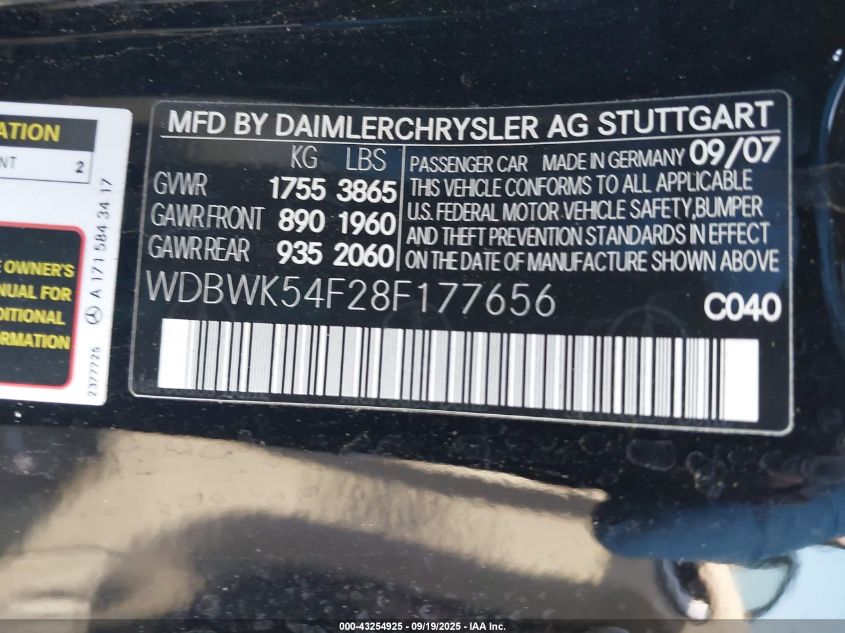 ATION
NT 2
E OWNER'S
NUAL FOR
DITIONAL
ORMATION
A 171 584 34 17
2377725
MFD BY DAIMLERCHRYSLER AG STUTTGART
KG LBS
GVWR 1755 3865
GAWR FRONT 890 1960
GAWR REAR 935 2060
PASSENGER CAR MADE IN GERMANY 09/07
THIS VEHICLE CONFORMS TO ALL APPLICABLE
U.S. FEDERAL MOTOR VEHICLE SAFETY,BUMPER
AND THEFT PREVENTION STANDARDS IN EFFECT
ON THE DATE OF MANUFACTURE SHOWN ABOVE
WDBWK54F28F177656
C040
000-43254925 - 09/19/2025 - IAA Inc.